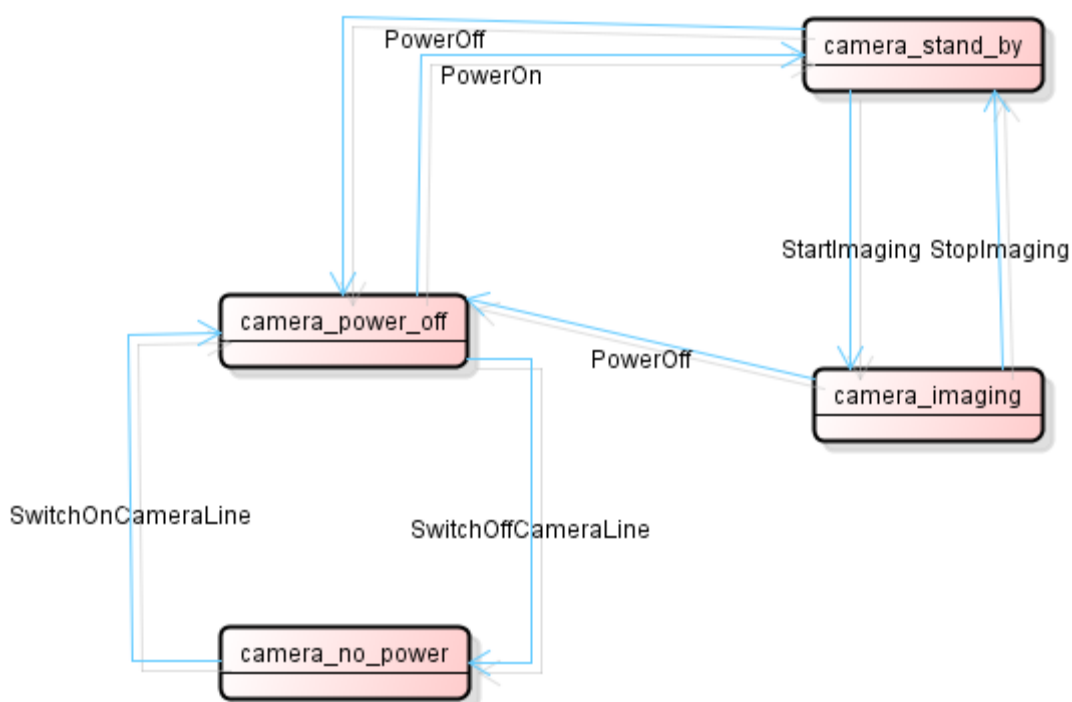 PowerOff
camera_stand_by
PowerOn
StartImaging
StopImaging
camera_power_off
PowerOff
camera_imaging
SwitchOnCameraLine
SwitchOffCameraLine
camera_no_power